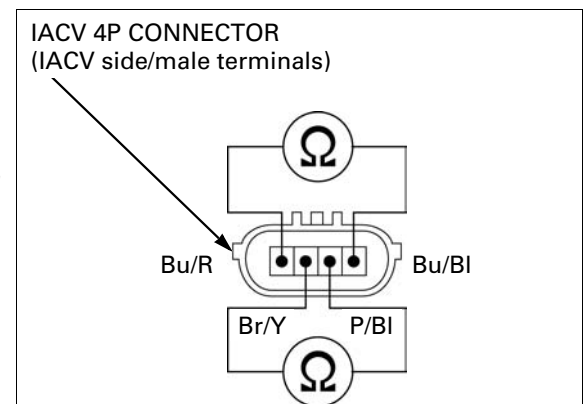 IACV 4P CONNECTOR
(IACV side/male terminals)
Ω
Bu/R Bu/Bl
Br/Y P/Bl
Ω